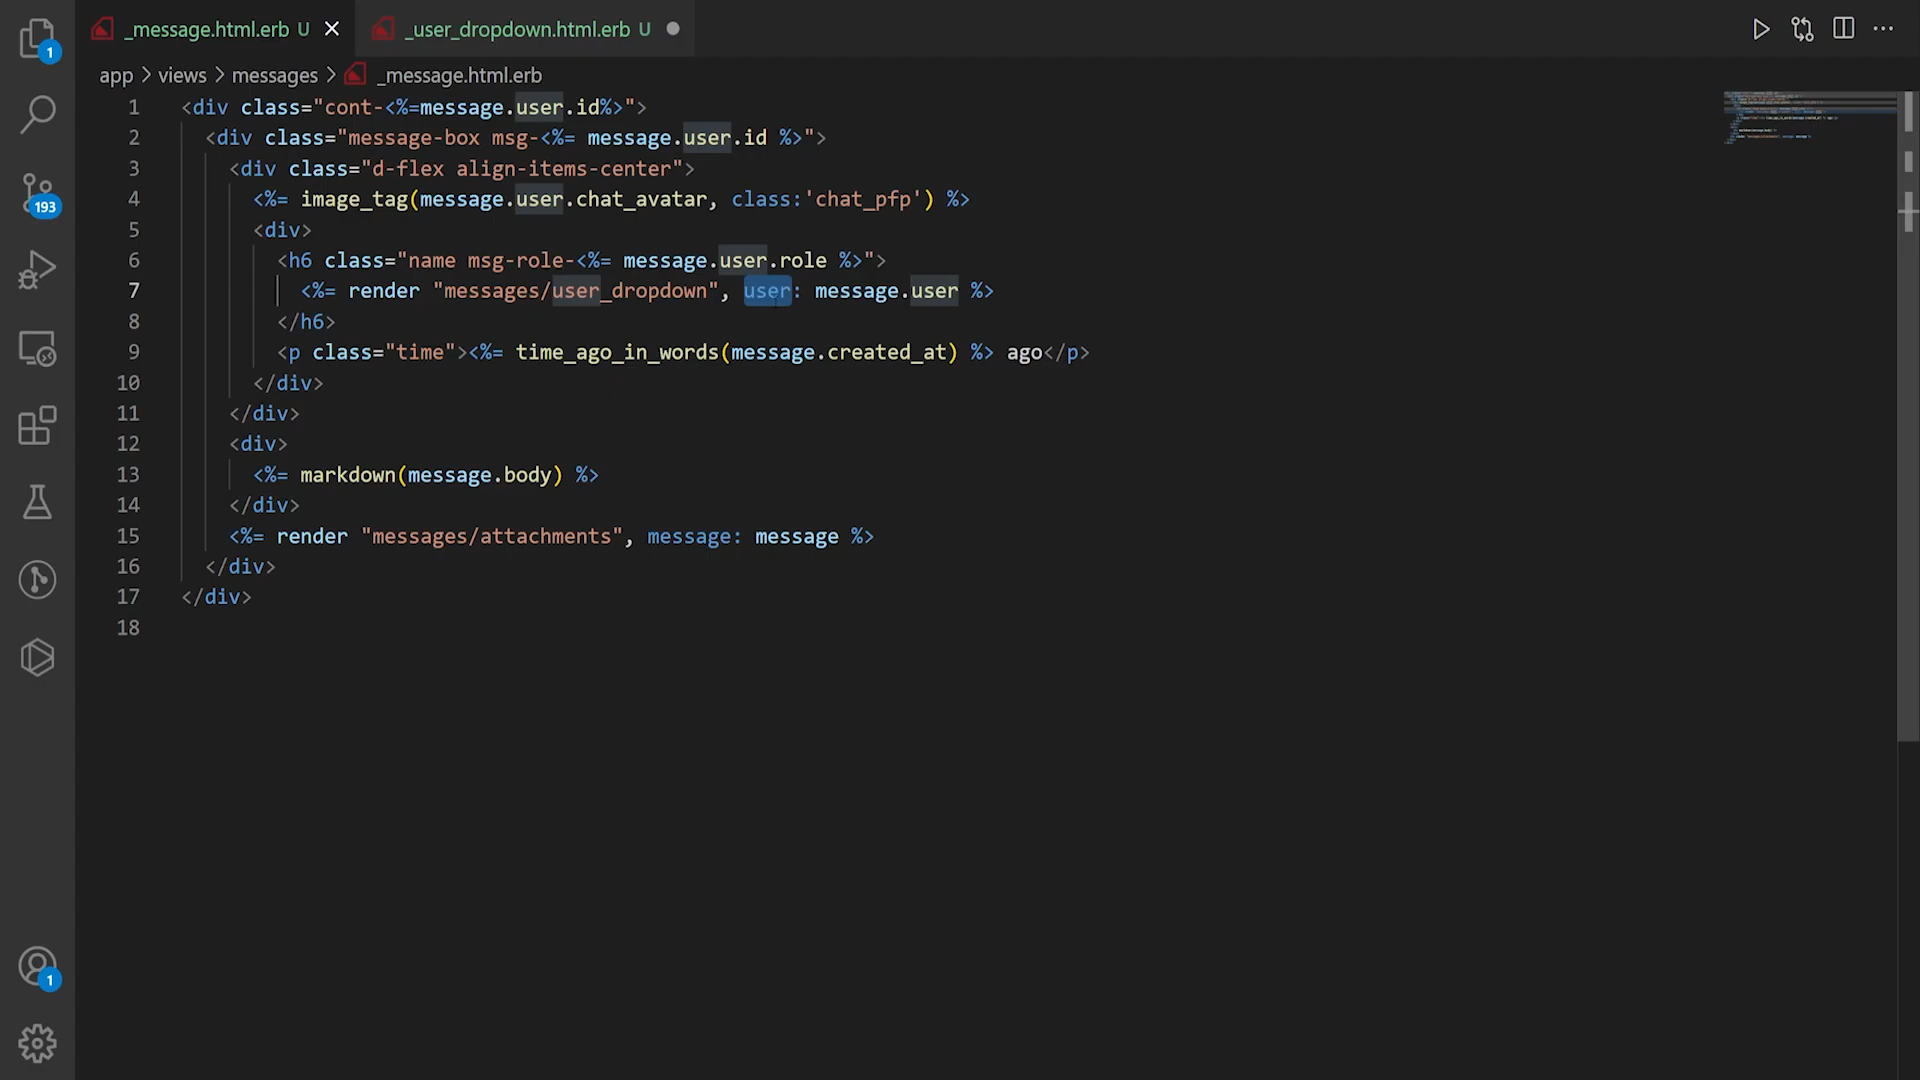 _message.html.erb U
_user_dropdown.html.erb U
app > views > messages > _message.html.erb
1 <div class="cont-<%=message.user.id%>">
2 <div class="message-box msg-<%= message.user.id %>">
3 <div class="d-flex align-items-center">
4 <%= image_tag(message.user.chat_avatar, class:'chat_pfp') %>
5 <div>
6 <h6 class="name msg-role-<%= message.user.role %>">
7 <%= render "messages/user_dropdown", user: message.user %>
8 </h6>
9 <p class="time"><%= time_ago_in_words(message.created_at) %> ago</p>
10 </div>
11 </div>
12 <div>
13 <%= markdown(message.body) %>
14 </div>
15 <%= render "messages/attachments", message: message %>
16 </div>
17 </div>
18
1
193
1